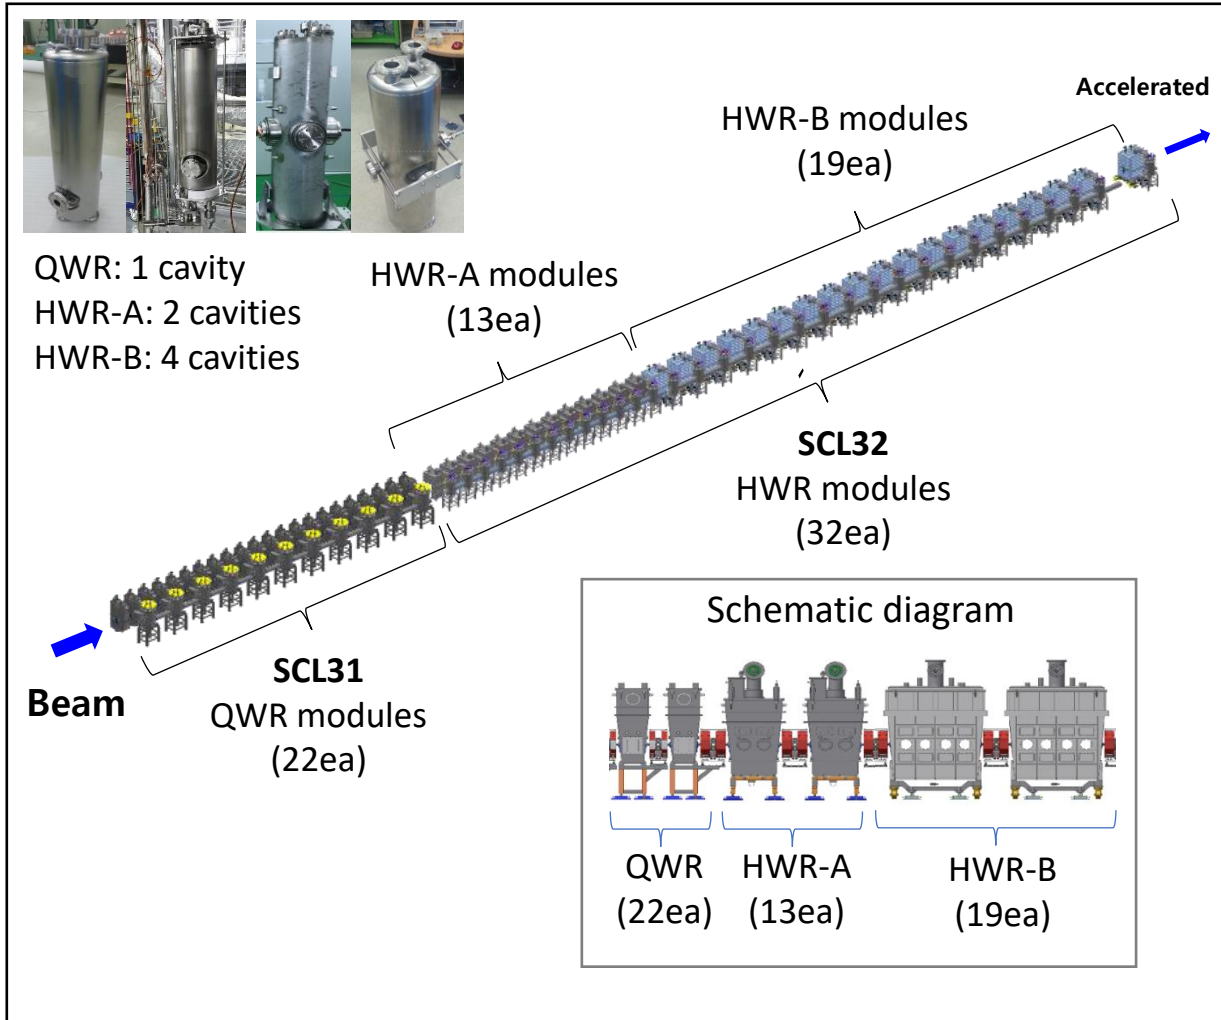 Accelerated
HWR-B modules
(19ea)
QWR: 1 cavity
HWR-A: 2 cavities
HWR-B: 4 cavities
HWR-A modules
(13ea)
SCL32
HWR modules
(32ea)
Beam
SCL31
QWR modules
(22ea)
Schematic diagram
QWR
(22ea)
HWR-A
(13ea)
HWR-B
(19ea)